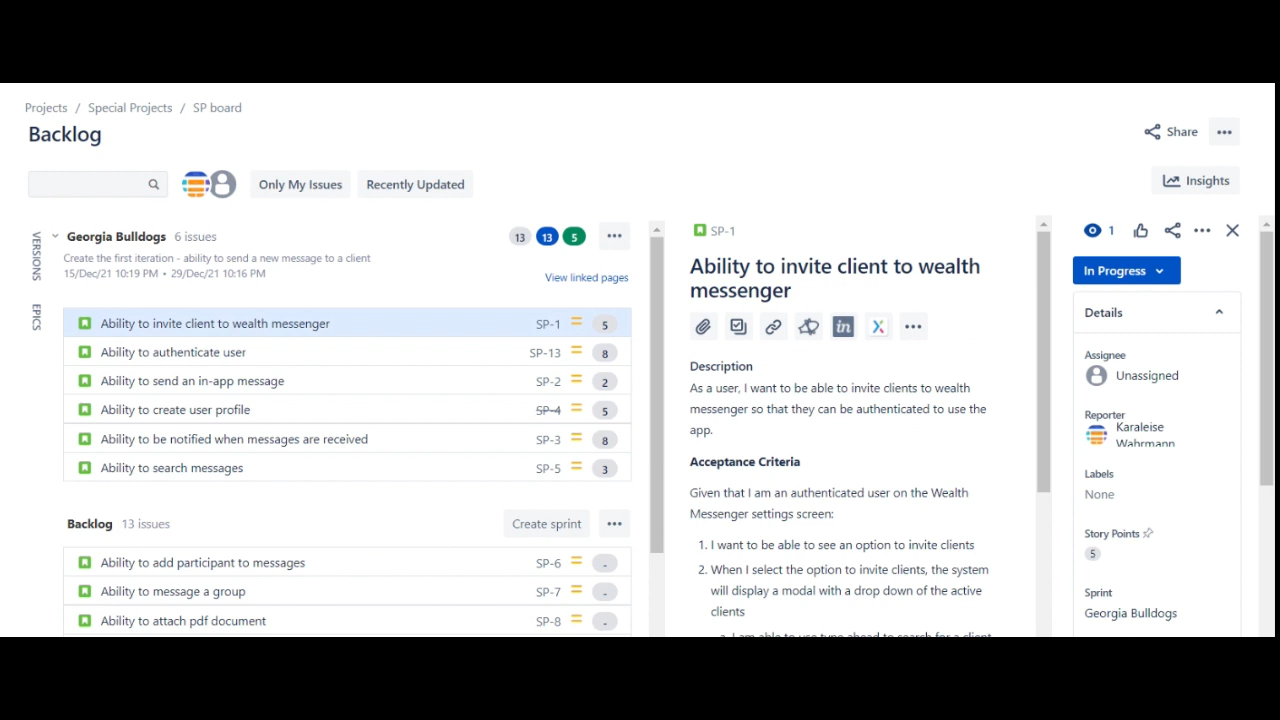 Projects / Special Projects / SP board
Backlog
Share
Only My Issues
Recently Updated
Insights
VERSIONS
EPICS
Georgia Bulldogs 6 issues
13 13 5
Create the first iteration - ability to send a new message to a client
15/Dec/21 10:19 PM • 29/Dec/21 10:16 PM
View linked pages
Ability to invite client to wealth messenger SP-1 5
Ability to authenticate user SP-13 8
Ability to send an in-app message SP-2 2
Ability to create user profile SP-4 5
Ability to be notified when messages are received SP-3 8
Ability to search messages SP-5 3
Backlog 13 issues
Create sprint
Ability to add participant to messages SP-6 -
Ability to message a group SP-7 -
Ability to attach pdf document SP-8 -
SP-1
Ability to invite client to wealth
messenger
in
Description
As a user, I want to be able to invite clients to wealth
messenger so that they can be authenticated to use the
app.
Acceptance Criteria
Given that I am an authenticated user on the Wealth
Messenger settings screen:
1. I want to be able to see an option to invite clients
2. When I select the option to invite clients, the system
will display a modal with a drop down of the active
clients
a. I am able to use type ahead to search for a client
1
In Progress
Details
Assignee
Unassigned
Reporter
Karaleise
Wahrmann
Labels
None
Story Points
5
Sprint
Georgia Bulldogs